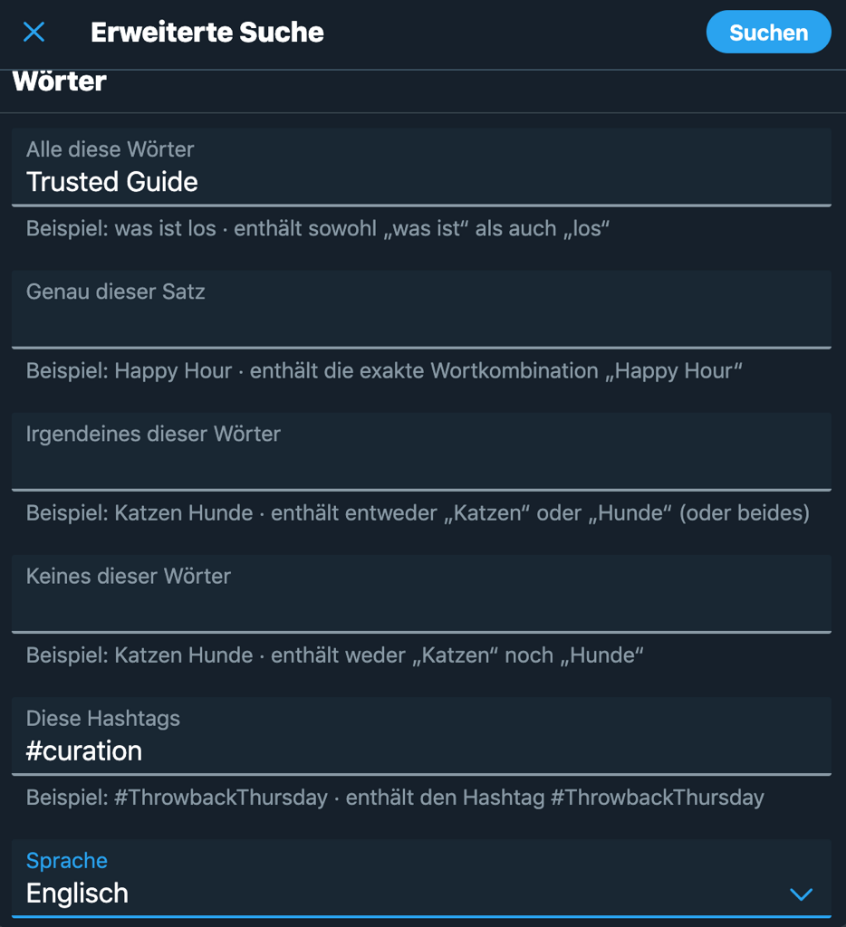 Erweiterte Suche
Suchen
Wörter
Alle diese Wörter
Trusted Guide
Beispiel: was ist los · enthält sowohl „was ist“ als auch „los“
Genau dieser Satz
Beispiel: Happy Hour · enthält die exakte Wortkombination „Happy Hour“
Irgendeines dieser Wörter
Beispiel: Katzen Hunde · enthält entweder „Katzen“ oder „Hunde“ (oder beides)
Keines dieser Wörter
Beispiel: Katzen Hunde · enthält weder „Katzen“ noch „Hunde“
Diese Hashtags
#curation
Beispiel: #ThrowbackThursday · enthält den Hashtag #ThrowbackThursday
Sprache
Englisch